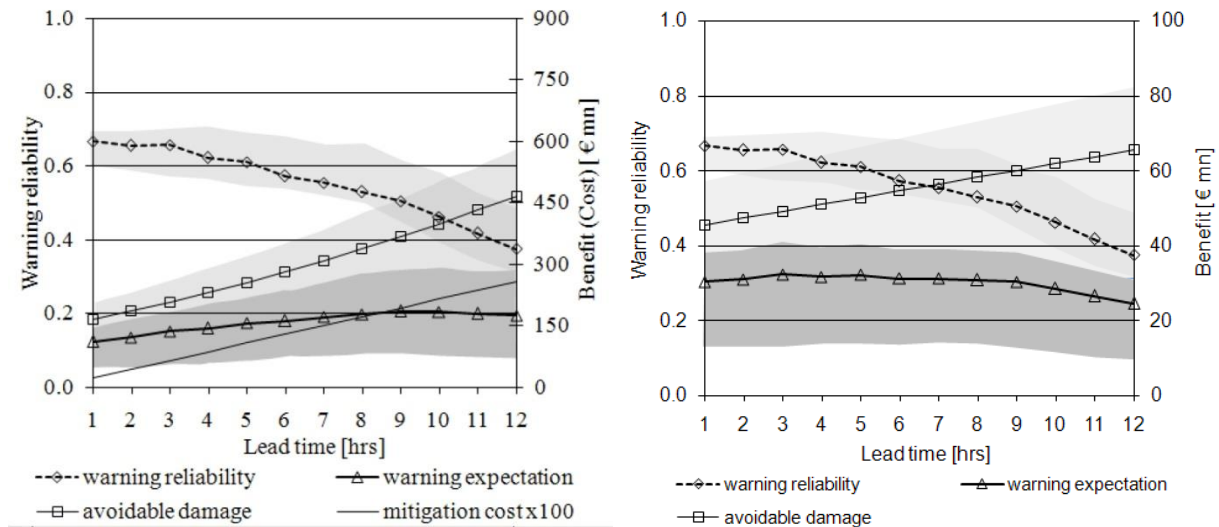 1.0
0.8
0.6
0.4
0.2
0.0
Warning reliability
900
750
600
450
300
150
0
Benefit (Cost) [ € mn]
1 2 3 4 5 6 7 8 9 10 11 12
Lead time [hrs]
warning reliability
warning expectation
avoidable damage
mitigation cost x100
1.0
0.8
0.6
0.4
0.2
0.0
Warning reliability
100
80
60
40
20
0
Benefit [ € mn]
1 2 3 4 5 6 7 8 9 10 11 12
Lead time [hrs]
warning reliability
warning expectation
avoidable damage